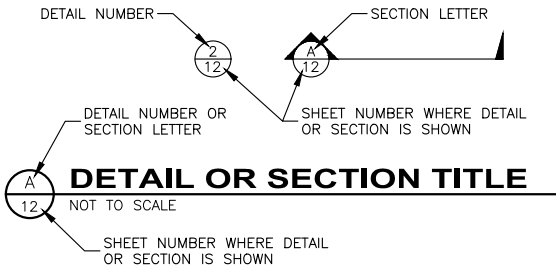 DETAIL NUMBER
SECTION LETTER
2
12
A
12
DETAIL NUMBER OR
SECTION LETTER
SHEET NUMBER WHERE DETAIL
OR SECTION IS SHOWN
A
12
DETAIL OR SECTION TITLE
NOT TO SCALE
SHEET NUMBER WHERE DETAIL
OR SECTION IS SHOWN